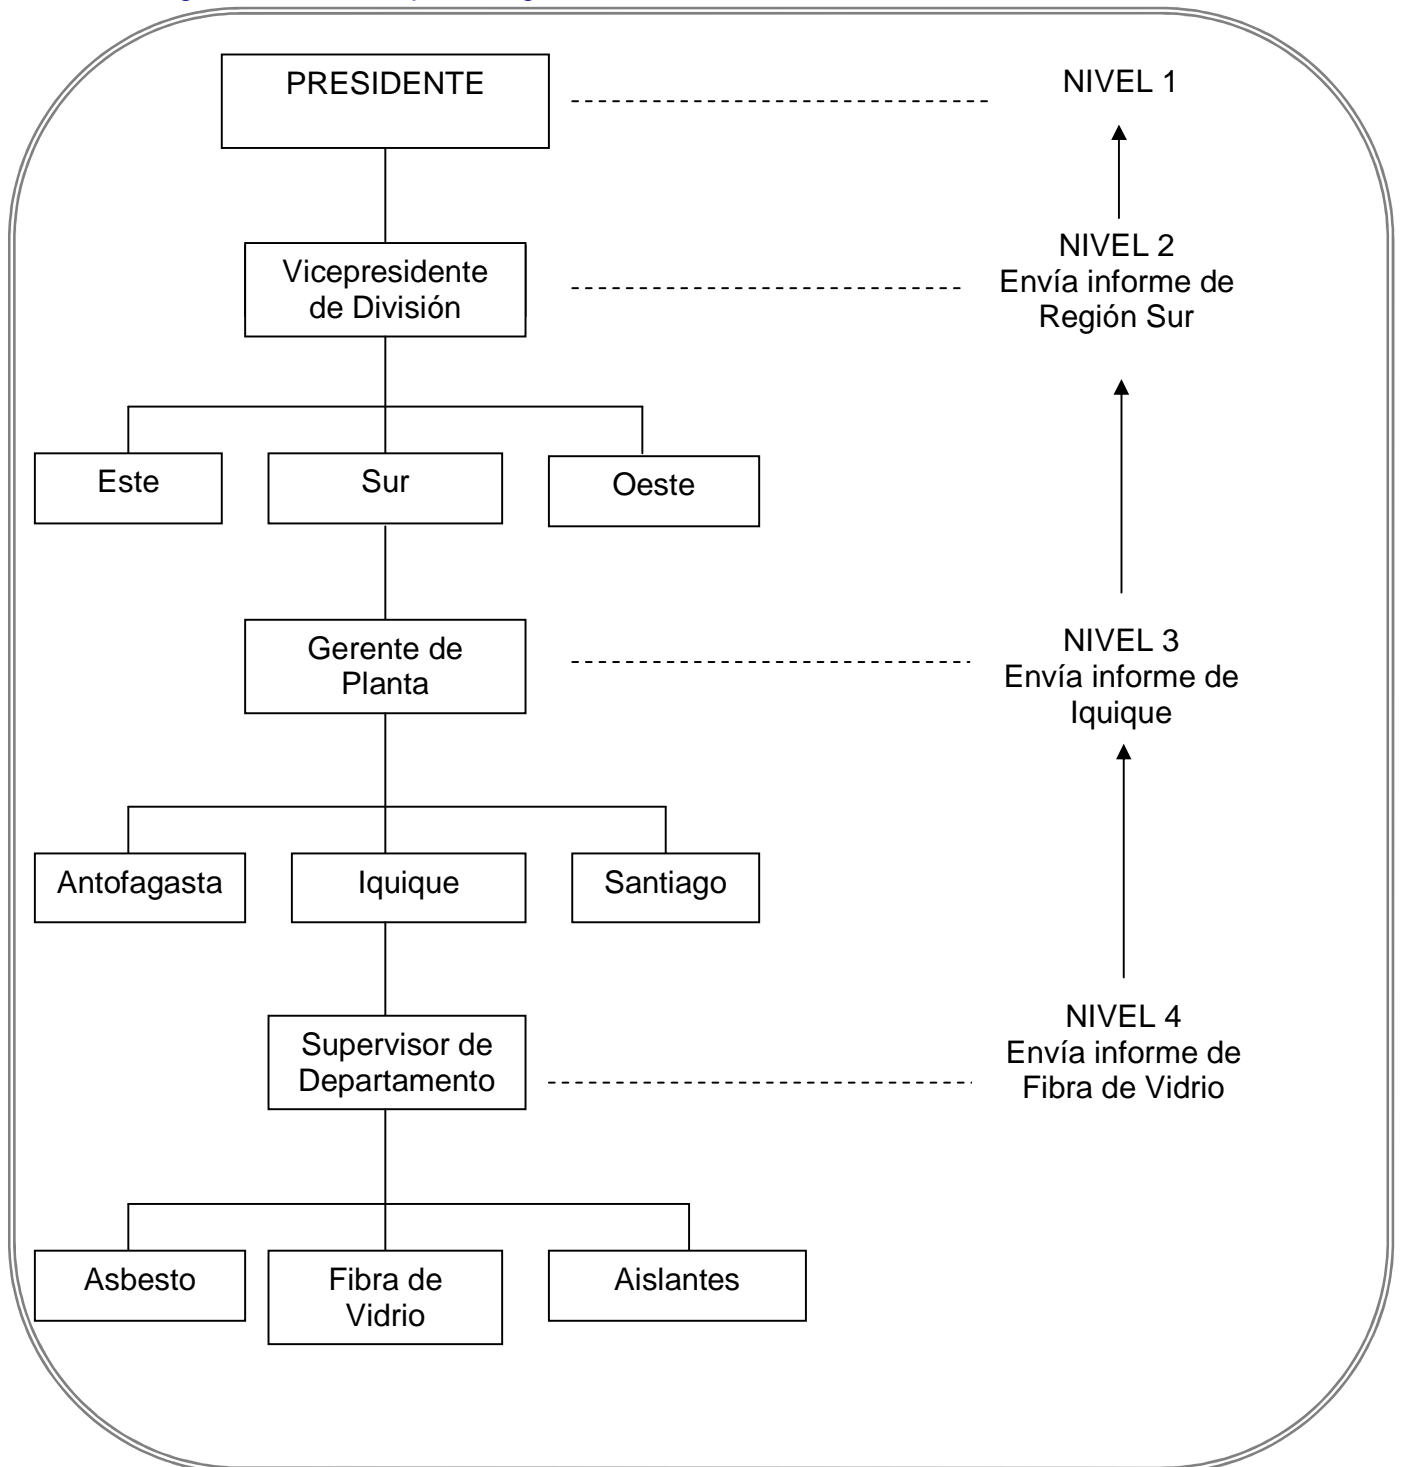 PRESIDENTE
NIVEL 1
Vicepresidente
de División
NIVEL 2
Envía informe de
Región Sur
Este
Sur
Oeste
Gerente de
Planta
NIVEL 3
Envía informe de
Iquique
Antofagasta
Iquique
Santiago
Supervisor de
Departamento
NIVEL 4
Envía informe de
Fibra de Vidrio
Asbesto
Fibra de
Vidrio
Aislantes